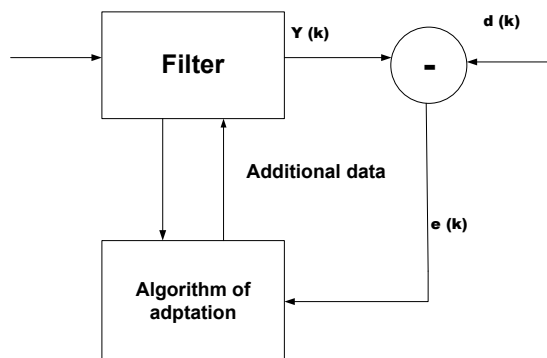 Y (k)
d (k)
Filter
-
Additional data
e (k)
Algorithm of
adptation